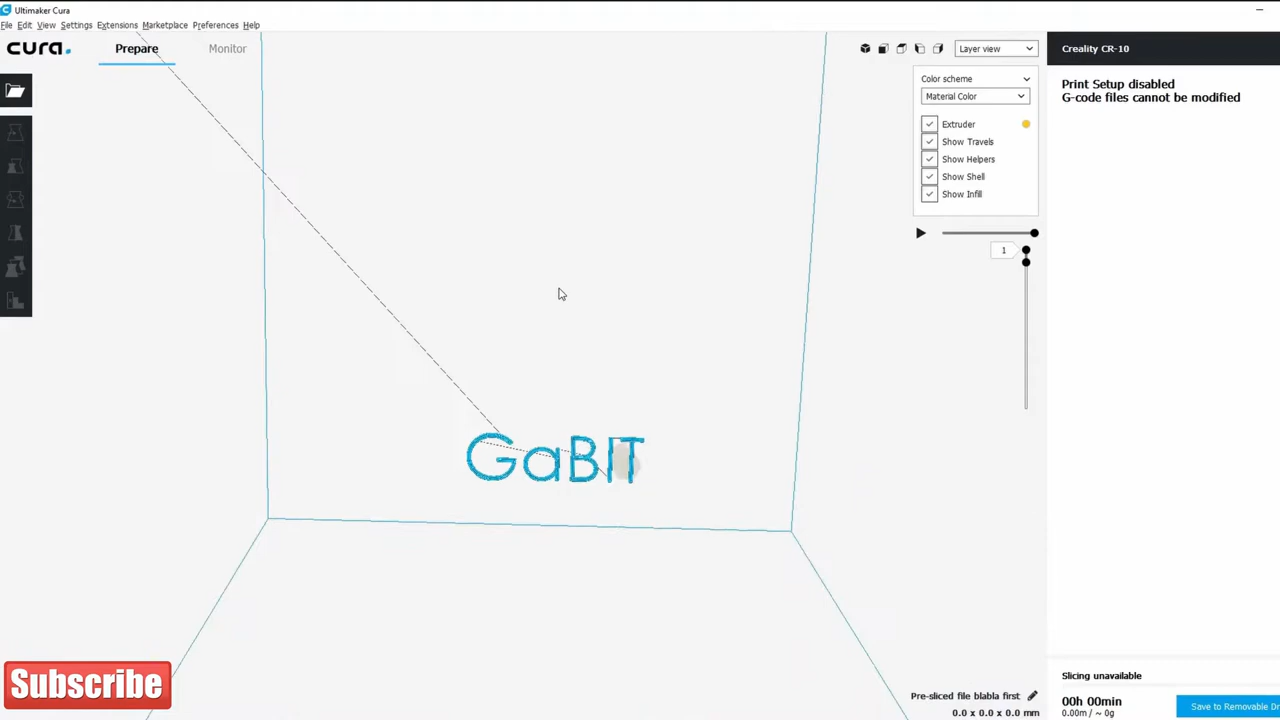 Ultimaker Cura
File Edit View Settings Extensions Marketplace Preferences Help
cura. Prepare Monitor
Layer view
Creality CR-10
Color scheme
Material Color
Print Setup disabled
G-code files cannot be modified
Extruder
Show Travels
Show Helpers
Show Shell
Show Infill
1
GaBIT
Subscribe
Slicing unavailable
Pre-sliced file blabla first
00h 00min
0.00m / ~ 0g
Save to Removable Dr
0.0 x 0.0 x 0.0 mm